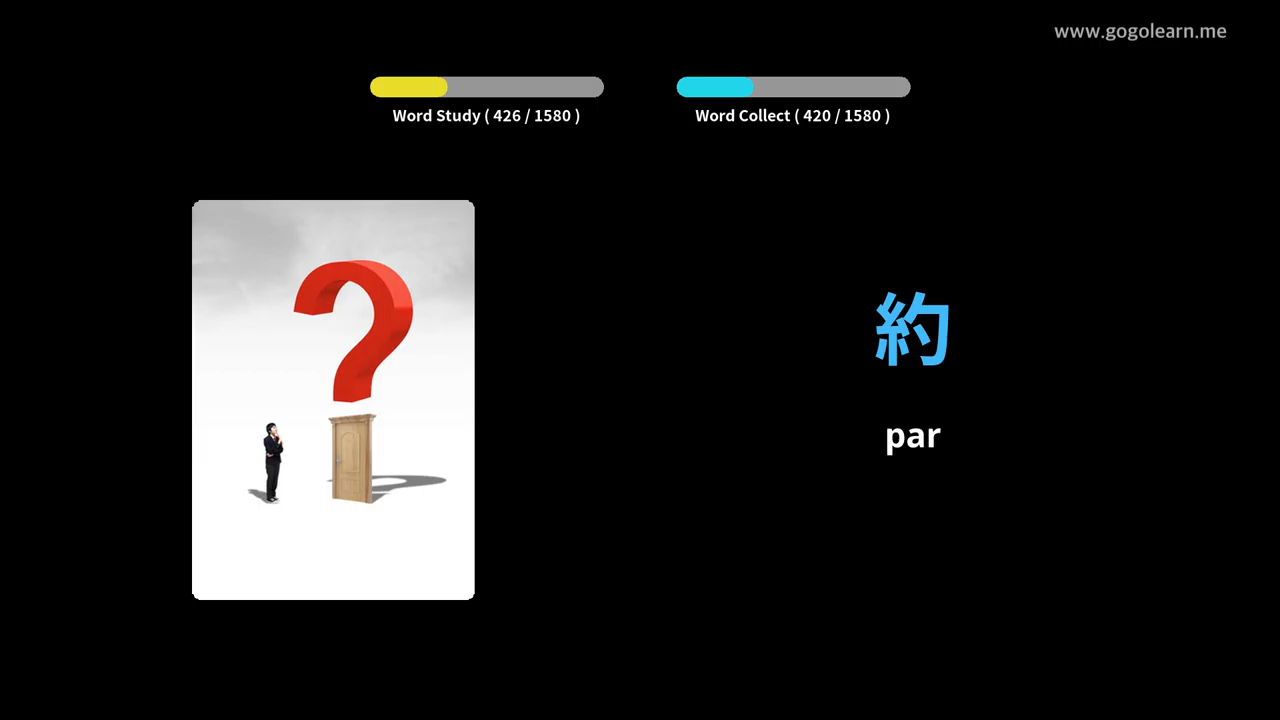 www.gogolearn.me
Word Study ( 426 / 1580 )
Word Collect ( 420 / 1580 )
?
約
par